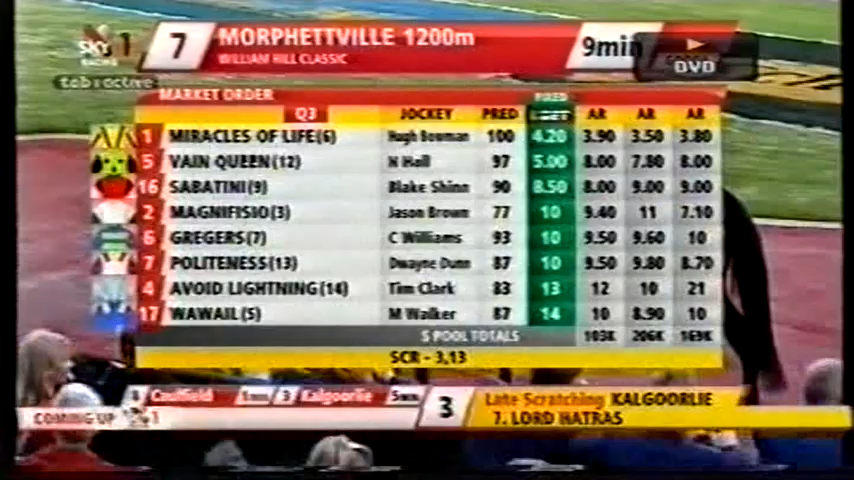 SKY RACING 1
7
MORPHETTVILLE 1200m
WILLIAM HILL CLASSIC
9min
DVD
tab active
MARKET ORDER
FIXED
Q3 JOCKEY PRED AR AR AR
1 MIRACLES OF LIFE(6) Hugh Bowman 100 4.20 3.90 3.50 3.80
5 VAIN QUEEN(12) N Hall 97 5.00 8.00 7.80 8.00
16 SABATINI(9) Blake Shinn 90 8.50 8.00 9.00 9.00
2 MAGNIFISIO(3) Jason Brown 77 10 9.40 11 7.10
6 GREGERS(7) C Williams 93 10 9.50 9.60 10
7 POLITENESS(13) Dwayne Dunn 87 10 9.50 9.80 8.70
4 AVOID LIGHTNING(14) Tim Clark 83 13 12 10 21
17 WAWAIL(5) M Walker 87 14 10 8.90 10
$ POOL TOTALS 103K 206K 169K
SCR - 3,13
8 Caulfield 1min 3 Kalgoorlie 5min
COMING UP 1
3
Late Scratching KALGOORLIE
7. LORD HATRAS